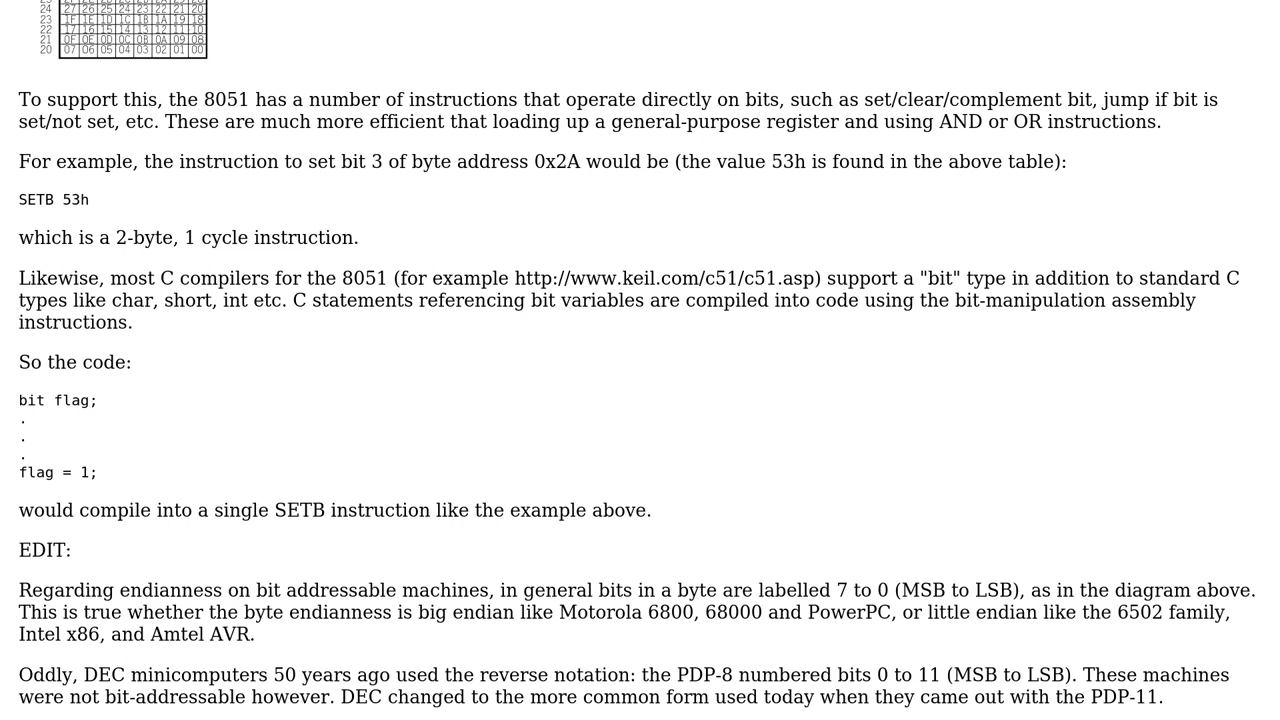 24 27 26 25 24 23 22 21 20
23 1F 1E 1D 1C 1B 1A 19 18
22 17 16 15 14 13 12 11 10
21 0F 0E 0D 0C 0B 0A 09 08
20 07 06 05 04 03 02 01 00
To support this, the 8051 has a number of instructions that operate directly on bits, such as set/clear/complement bit, jump if bit is
set/not set, etc. These are much more efficient that loading up a general-purpose register and using AND or OR instructions.
For example, the instruction to set bit 3 of byte address 0x2A would be (the value 53h is found in the above table):
SETB 53h
which is a 2-byte, 1 cycle instruction.
Likewise, most C compilers for the 8051 (for example http://www.keil.com/c51/c51.asp) support a "bit" type in addition to standard C
types like char, short, int etc. C statements referencing bit variables are compiled into code using the bit-manipulation assembly
instructions.
So the code:
bit flag;
.
.
.
flag = 1;
would compile into a single SETB instruction like the example above.
EDIT:
Regarding endianness on bit addressable machines, in general bits in a byte are labelled 7 to 0 (MSB to LSB), as in the diagram above.
This is true whether the byte endianness is big endian like Motorola 6800, 68000 and PowerPC, or little endian like the 6502 family,
Intel x86, and Amtel AVR.
Oddly, DEC minicomputers 50 years ago used the reverse notation: the PDP-8 numbered bits 0 to 11 (MSB to LSB). These machines
were not bit-addressable however. DEC changed to the more common form used today when they came out with the PDP-11.